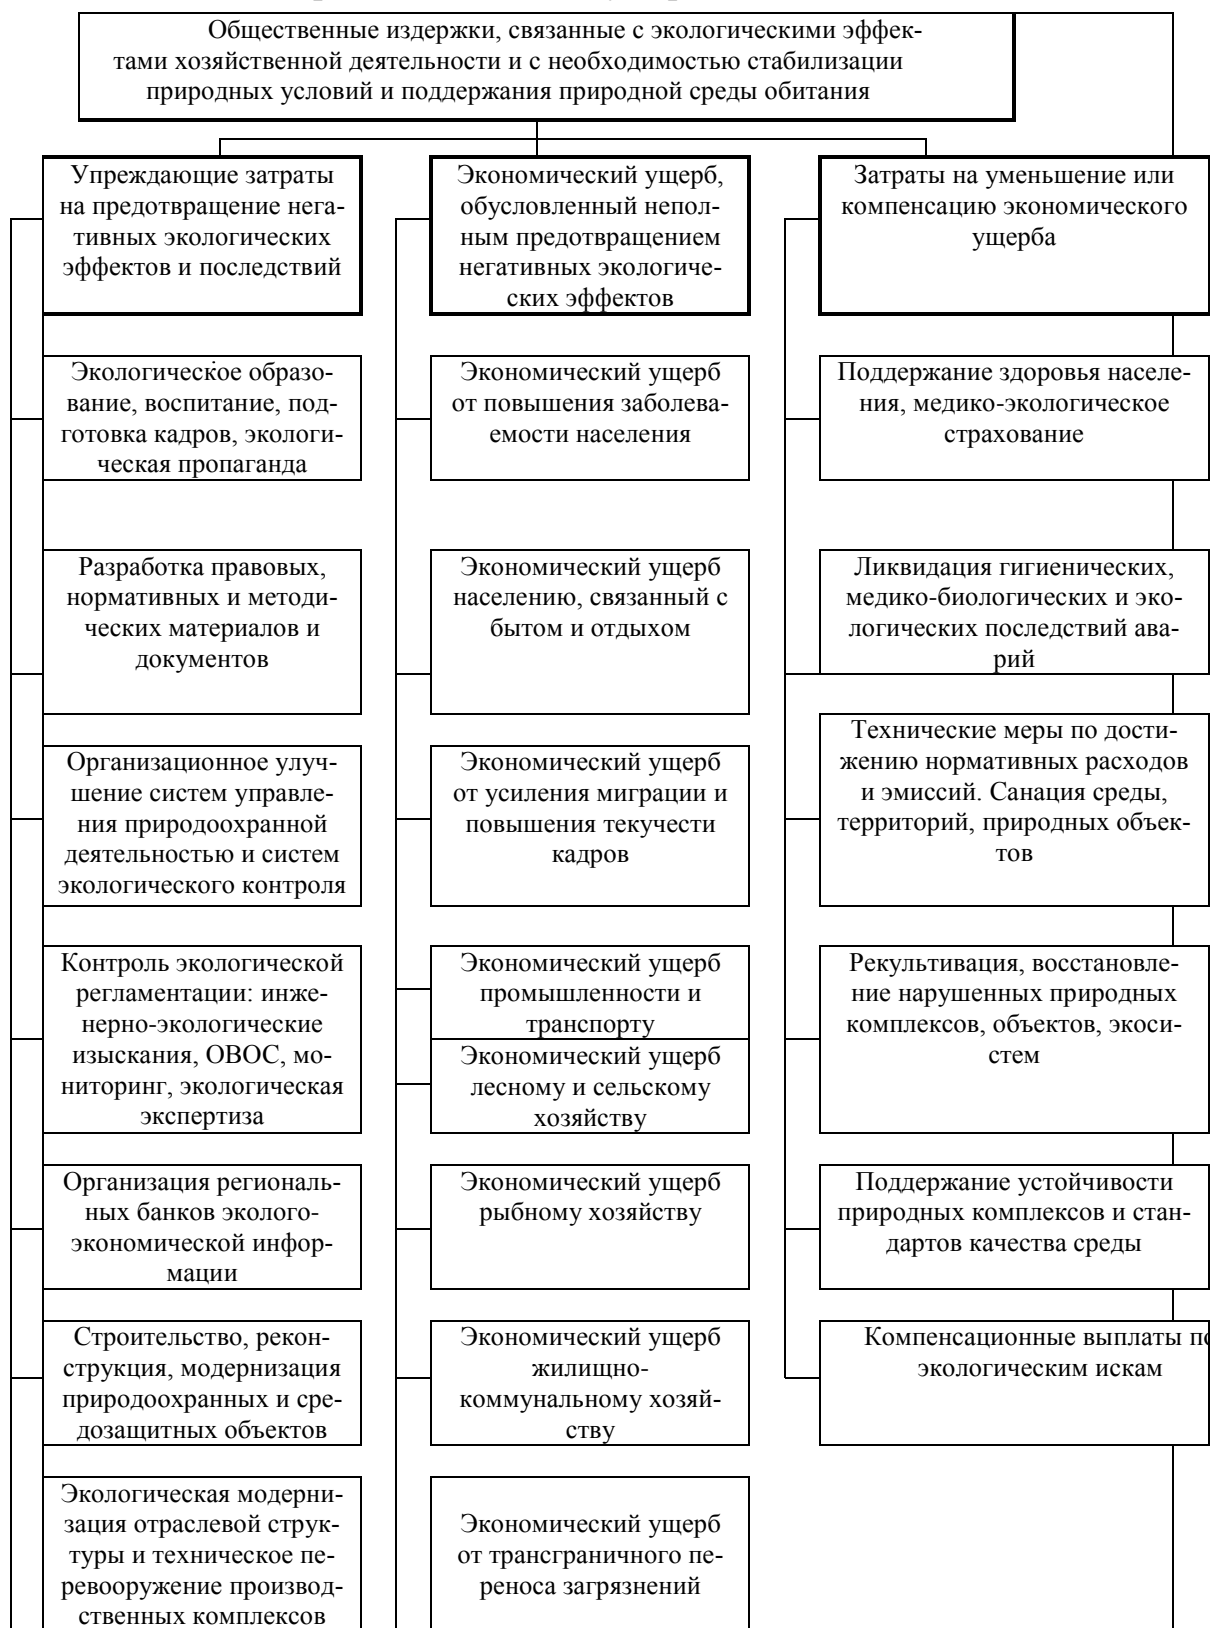 Общественные издержки, связанные с экологическими эффек-
тами хозяйственной деятельности и с необходимостью стабилизации
природных условий и поддержания природной среды обитания
Упреждающие затраты
на предотвращение нега-
тивных экологических
эффектов и последствий
Экологическое образо-
вание, воспитание, под-
готовка кадров, экологи-
ческая пропаганда
Разработка правовых,
нормативных и методи-
ческих материалов и
документов
Организационное улуч-
шение систем управле-
ния природоохранной
деятельностью и систем
экологического контроля
Контроль экологической
регламентации: инже-
нерно-экологические
изыскания, ОВОС, мо-
ниторинг, экологическая
экспертиза
Организация региональ-
ных банков эколого-
экономической инфор-
мации
Строительство, рекон-
струкция, модернизация
природоохранных и сре-
дозащитных объектов
Экологическая модерни-
зация отраслевой струк-
туры и техническое пе-
ревооружение производ-
ственных комплексов
Экономический ущерб,
обусловленный непол-
ным предотвращением
негативных экологиче-
ских эффектов
Экономический ущерб
от повышения заболева-
емости населения
Экономический ущерб
населению, связанный с
бытом и отдыхом
Экономический ущерб
от усиления миграции и
повышения текучести
кадров
Экономический ущерб
промышленности и
транспорту
Экономический ущерб
лесному и сельскому
хозяйству
Экономический ущерб
рыбному хозяйству
Экономический ущерб
жилищно-
коммунальному хозяй-
ству
Экономический ущерб
от трансграничного пе-
реноса загрязнений
Затраты на уменьшение или
компенсацию экономического
ущерба
Поддержание здоровья населе-
ния, медико-экологическое
страхование
Ликвидация гигиенических,
медико-биологических и эко-
логических последствий ава-
рий
Технические меры по дости-
жению нормативных расходов
и эмиссий. Санация среды,
территорий, природных объек-
тов
Рекультивация, восстановле-
ние нарушенных природных
комплексов, объектов, экоси-
стем
Поддержание устойчивости
природных комплексов и стан-
дартов качества среды
Компенсационные выплаты по
экологическим искам